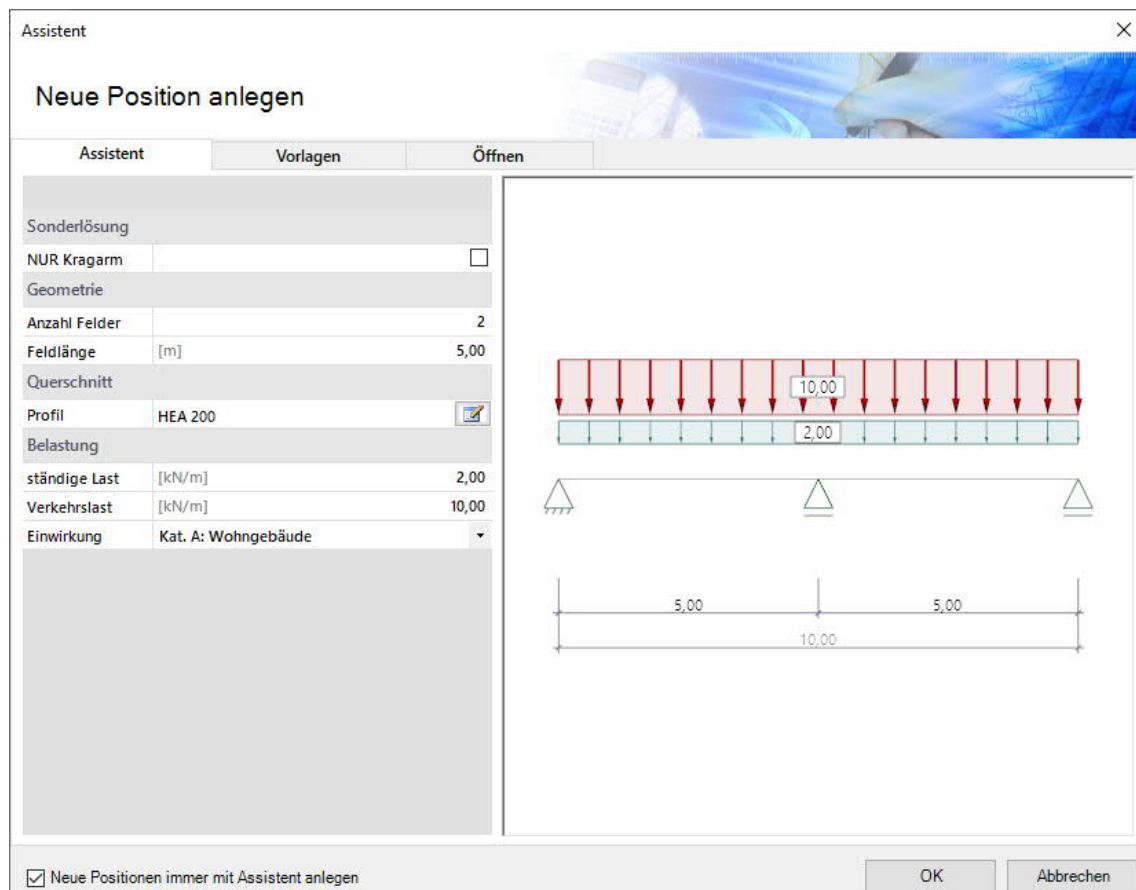 Assistent
Neue Position anlegen
Assistent Vorlagen Öffnen
Sonderlösung
NUR Kragarm
Geometrie
Anzahl Felder 2
Feldlänge [m] 5,00
Querschnitt
Profil HEA 200
Belastung
ständige Last [kN/m] 2,00
Verkehrslast [kN/m] 10,00
Einwirkung Kat. A: Wohngebäude
10,00
2,00
5,00 5,00
10,00
Neue Positionen immer mit Assistent anlegen
OK Abbrechen